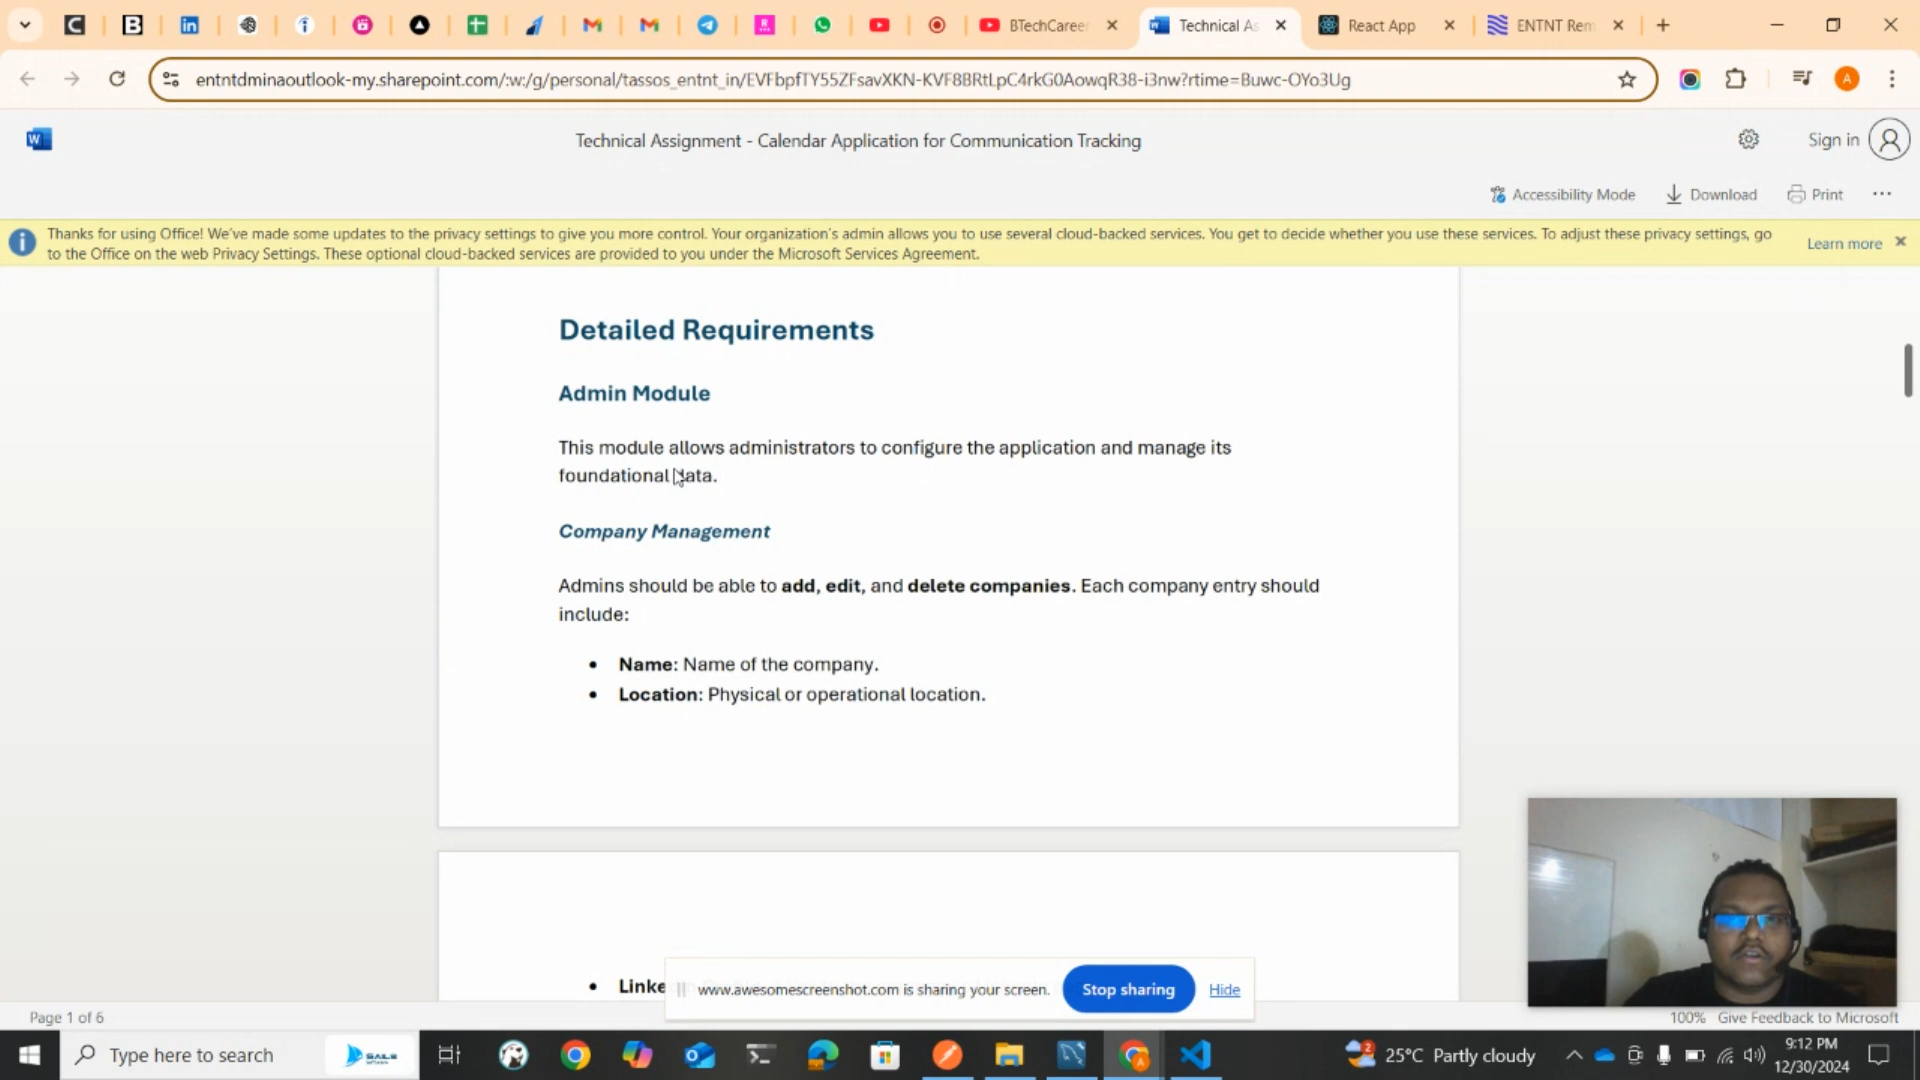 BTechCareer
Technical As
React App
ENTNT Rem
entntdminaoutlook-my.sharepoint.com/:w:/g/personal/tassos_entnt_in/EVFbpfTY55ZFsavXKN-KVF8BRtLpC4rkG0AowqR38-i3nw?rtime=Buwc-OYo3Ug
A
W
Technical Assignment - Calendar Application for Communication Tracking
Sign in
Accessibility Mode
Download
Print
Thanks for using Office! We've made some updates to the privacy settings to give you more control. Your organization's admin allows you to use several cloud-backed services. You get to decide whether you use these services. To adjust these privacy settings, go
to the Office on the web Privacy Settings. These optional cloud-backed services are provided to you under the Microsoft Services Agreement.
Learn more
Detailed Requirements
Admin Module
This module allows administrators to configure the application and manage its
foundational data.
Company Management
Admins should be able to add, edit, and delete companies. Each company entry should
include:
• Name: Name of the company.
• Location: Physical or operational location.
• Linke
www.awesomescreenshot.com is sharing your screen.
Stop sharing
Hide
Page 1 of 6
100%
Give Feedback to Microsoft
Type here to search
25°C Partly cloudy
9:12 PM
12/30/2024